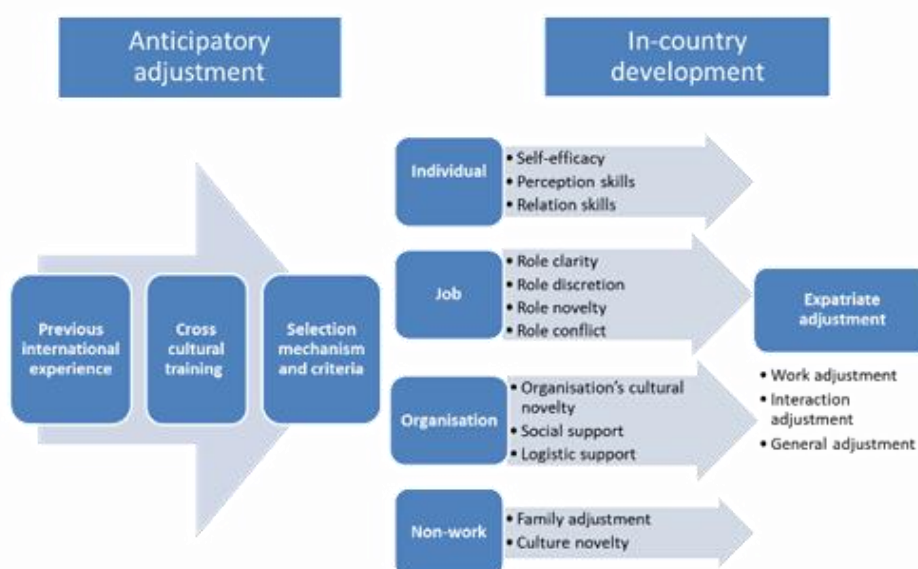 Anticipatory
adjustment
In-country
development
Previous
international
experience
Cross
cultural
training
Selection
mechanism
and criteria
Individual
• Self-efficacy
• Perception skills
• Relation skills
Job
• Role clarity
• Role discretion
• Role novelty
• Role conflict
Organisation
• Organisation's cultural
novelty
• Social support
• Logistic support
Non-work
• Family adjustment
• Culture novelty
Expatriate
adjustment
• Work adjustment
• Interaction
adjustment
• General adjustment